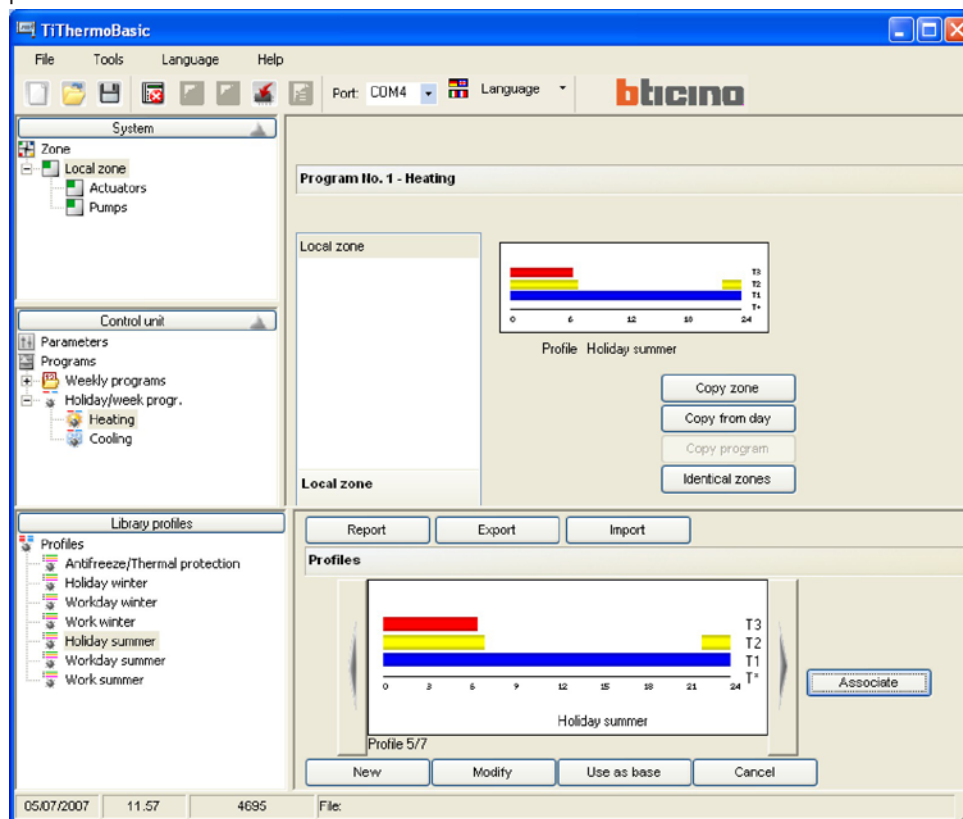 TiThermoBasic
File Tools Language Help
Port: COM4 Language bticino
System
Zone
Local zone
Actuators
Pumps
Program No. 1 - Heating
Local zone
T3
T2
T1
T*
0 6 12 18 24
Profile Holiday summer
Control unit
Parameters
Programs
Weekly programs
Holiday/week progr.
Heating
Cooling
Copy zone
Copy from day
Copy program
Identical zones
Local zone
Library profiles
Profiles
Antifreeze/Thermal protection
Holiday winter
Workday winter
Work winter
Holiday summer
Workday summer
Work summer
Report Export Import
Profiles
T3
T2
T1
T*
0 3 6 9 12 15 18 21 24
Holiday summer
Profile 5/7
Associate
New Modify Use as base Cancel
05/07/2007 11.57 4695 File: